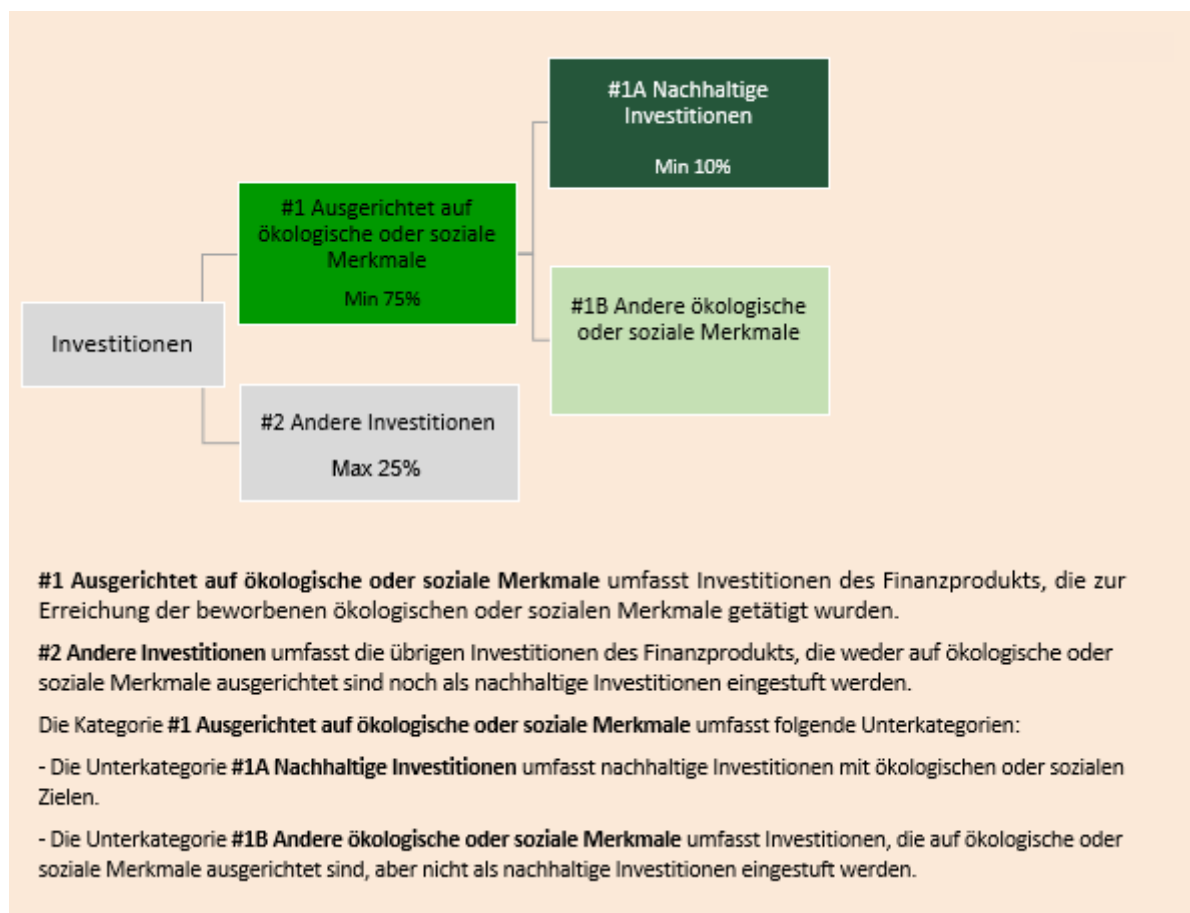 #1A Nachhaltige
Investitionen
Min 10%
#1 Ausgerichtet auf
ökologische oder soziale
Merkmale
Min 75%
#1B Andere ökologische
oder soziale Merkmale
Investitionen
#2 Andere Investitionen
Max 25%
#1 Ausgerichtet auf ökologische oder soziale Merkmale umfasst Investitionen des Finanzprodukts, die zur
Erreichung der beworbenen ökologischen oder sozialen Merkmale getätigt wurden.
#2 Andere Investitionen umfasst die übrigen Investitionen des Finanzprodukts, die weder auf ökologische oder
soziale Merkmale ausgerichtet sind noch als nachhaltige Investitionen eingestuft werden.
Die Kategorie #1 Ausgerichtet auf ökologische oder soziale Merkmale umfasst folgende Unterkategorien:
- Die Unterkategorie #1A Nachhaltige Investitionen umfasst nachhaltige Investitionen mit ökologischen oder sozialen
Zielen.
- Die Unterkategorie #1B Andere ökologische oder soziale Merkmale umfasst Investitionen, die auf ökologische oder
soziale Merkmale ausgerichtet sind, aber nicht als nachhaltige Investitionen eingestuft werden.